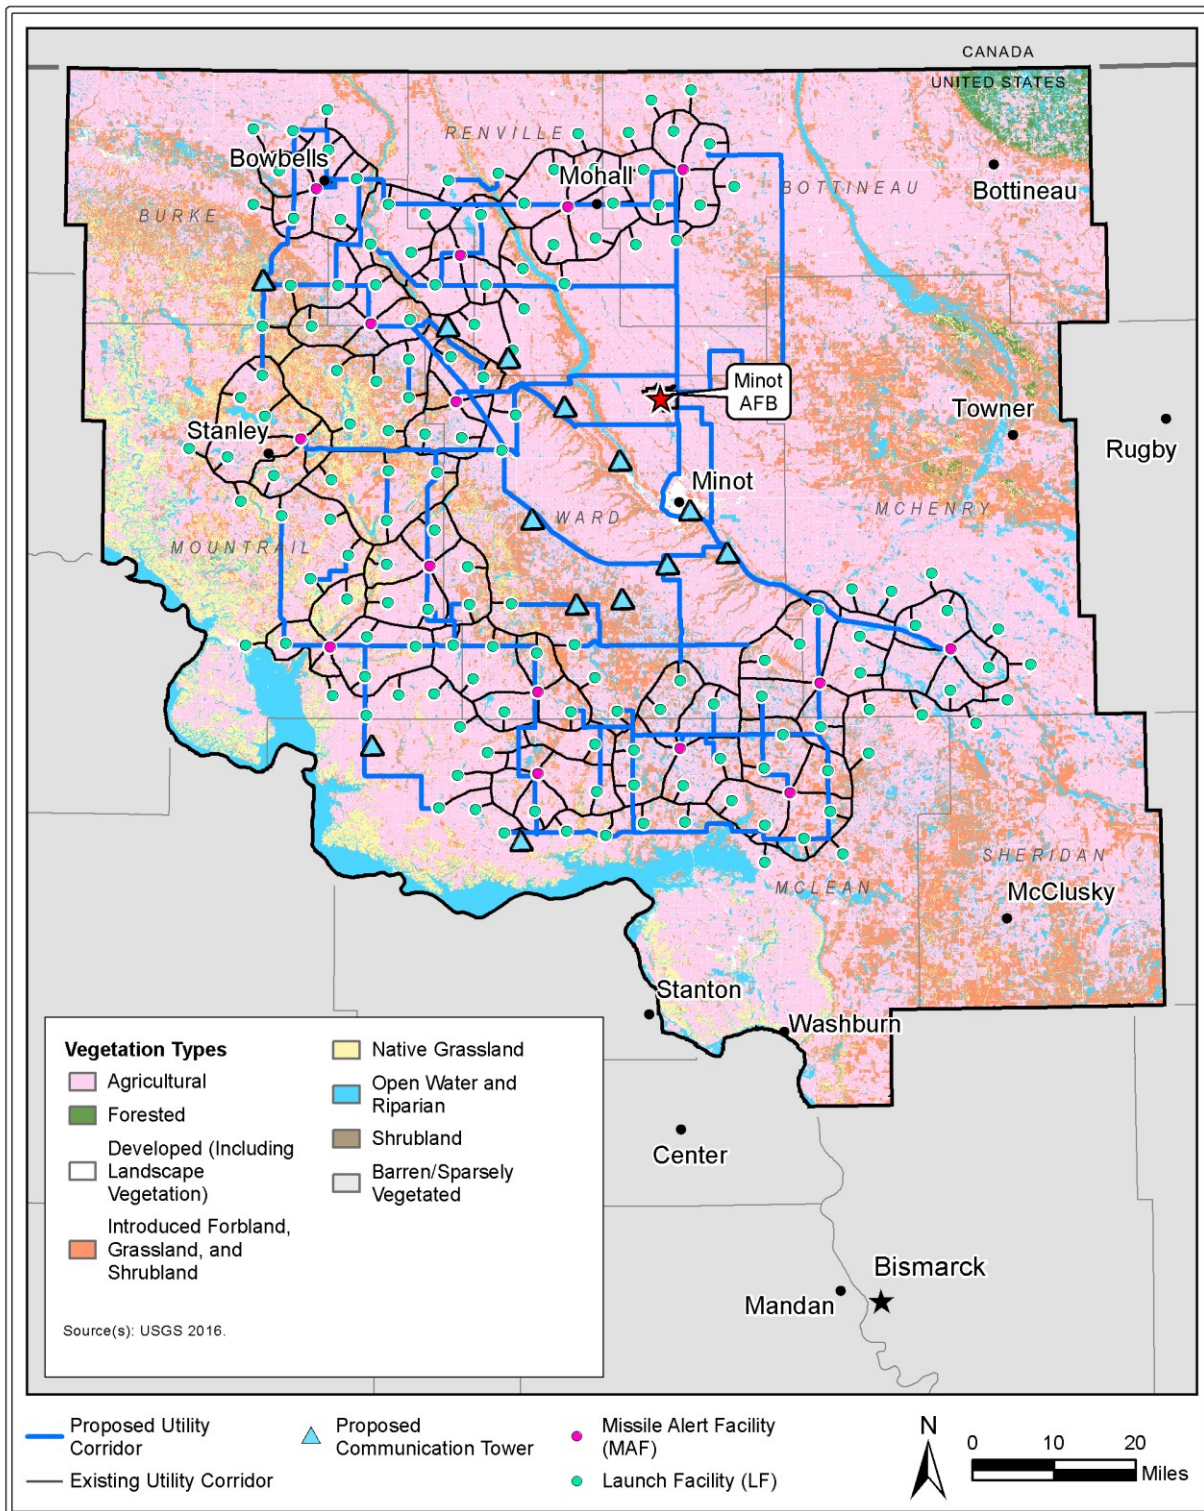 CANADA
UNITED STATES
RENVILLE
Bowbells
Mohall
Bottineau
BOTTINEAU
BURKE
Minot
AFB
Towner
Rugby
Stanley
Minot
WARD
MCHENRY
MOUNTRAIL
SHERIDAN
MCLEAN
McClusky
Stanton
Washburn
Center
Bismarck
Mandan
Vegetation Types
Agricultural
Forested
Developed (Including
Landscape
Vegetation)
Introduced Forbland,
Grassland, and
Shrubland
Native Grassland
Open Water and
Riparian
Shrubland
Barren/Sparsely
Vegetated
Source(s): USGS 2016.
Proposed Utility
Corridor
Existing Utility Corridor
Proposed
Communication Tower
Missile Alert Facility
(MAF)
Launch Facility (LF)
N
0 10 20
Miles